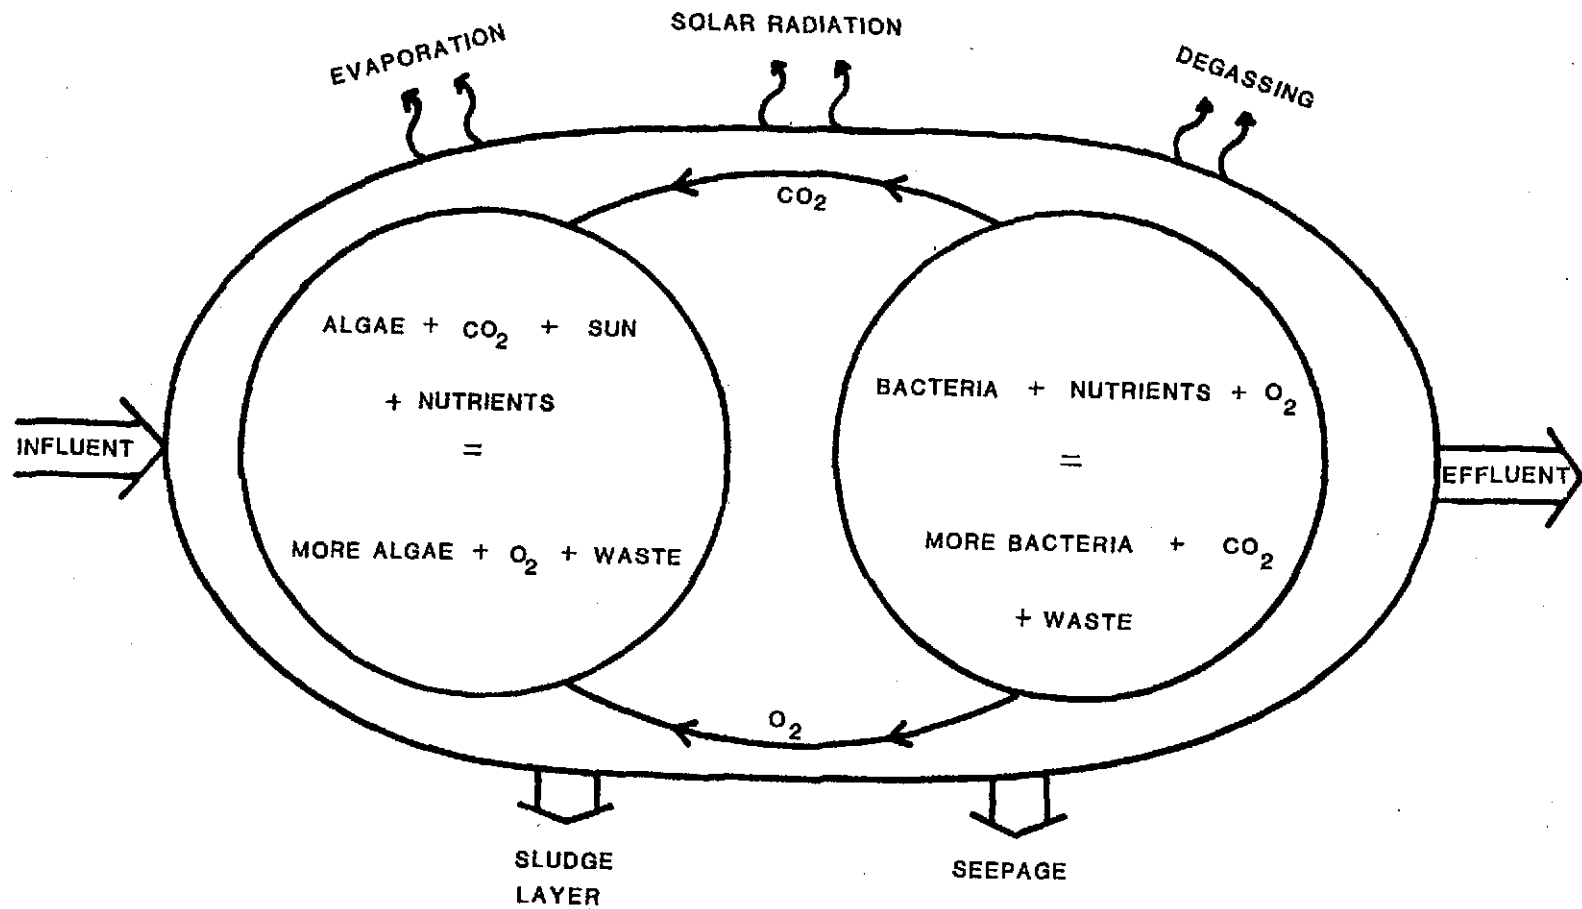 SOLAR RADIATION
EVAPORATION
DEGASSING
CO2
ALGAE + CO2 + SUN
+ NUTRIENTS
=
MORE ALGAE + O2 + WASTE
BACTERIA + NUTRIENTS + O2
=
MORE BACTERIA + CO2
+ WASTE
INFLUENT
EFFLUENT
O2
SLUDGE
LAYER
SEEPAGE